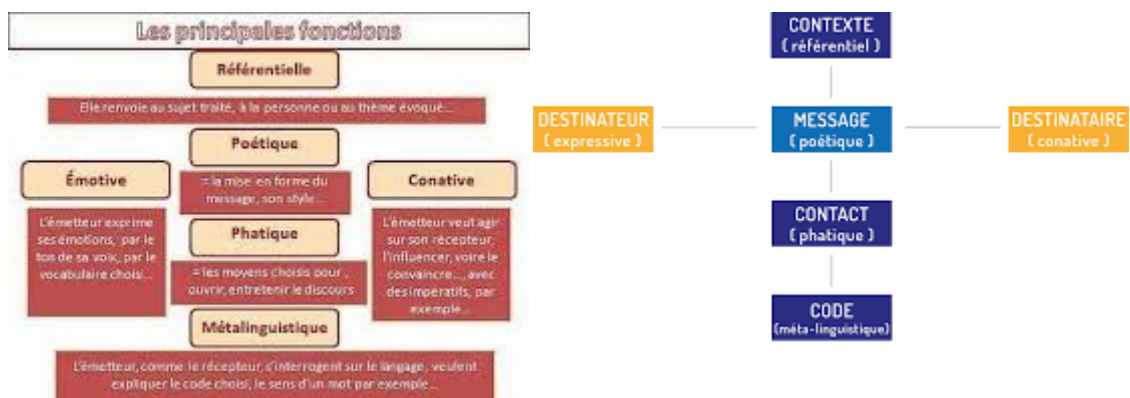 Les principales fonctions
Référentielle
Elle renvoie au sujet traité, à la personne ou au thème évoqué...
Poétique
= la mise en forme du
message, son style...
Émotive
L'émetteur exprime
ses émotions, par le
ton de sa voix, par le
vocabulaire choisi...
Conative
L'émetteur veut agir
sur son récepteur,
l'influencer, voire le
convaincre..., avec
des impératifs, par
exemple...
Phatique
= les moyens choisis pour ,
ouvrir, entretenir le discours
Métalinguistique
L'émetteur, comme le récepteur, s'interrogent sur le langage, veulent
expliquer le code choisi, le sens d'un mot par exemple...
CONTEXTE
( référentiel )
DESTINATEUR
( expressive )
MESSAGE
( poétique )
DESTINATAIRE
( conative )
CONTACT
( phatique )
CODE
(méta-linguistique)